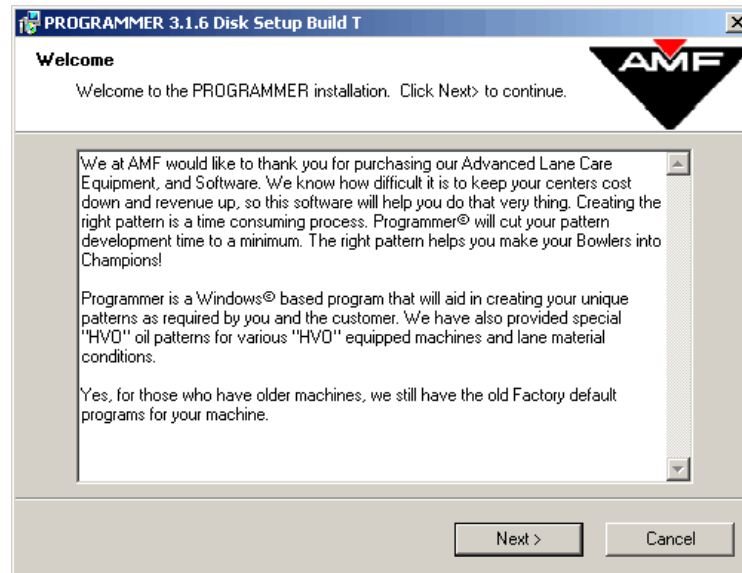 PROGRAMMER 3.1.6 Disk Setup Build T
Welcome
AMF
Welcome to the PROGRAMMER installation. Click Next> to continue.
We at AMF would like to thank you for purchasing our Advanced Lane Care
Equipment, and Software. We know how difficult it is to keep your centers cost
down and revenue up, so this software will help you do that very thing. Creating the
right pattern is a time consuming process. Programmer© will cut your pattern
development time to a minimum. The right pattern helps you make your Bowlers into
Champions!
Programmer is a Windows© based program that will aid in creating your unique
patterns as required by you and the customer. We have also provided special
"HVO" oil patterns for various "HVO" equipped machines and lane material
conditions.
Yes, for those who have older machines, we still have the old Factory default
programs for your machine.
Next >
Cancel